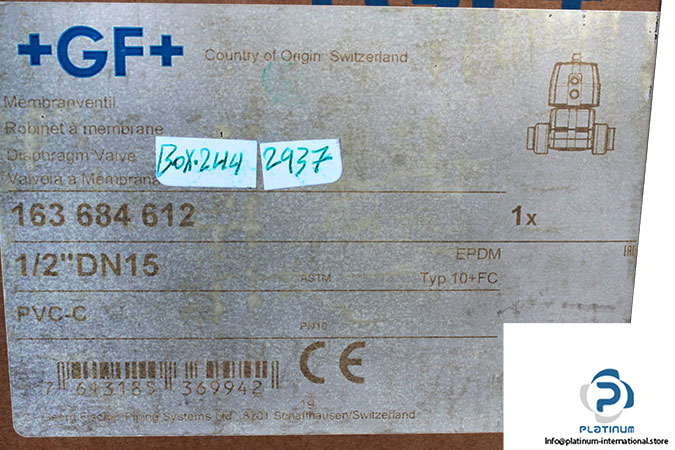 +GF+
Country of Origin Switzerland
Membranventil
Robinet à membrane
Diaphragm Valve
Valvola a Membrana
BOX.244
2937
163 684 612
1x
1/2"DN15
EPDM
ASTM
Typ 10+FC
EAC
PVC-C
PN10
CE
7 613185 369942
Georg Fischer Piping Systems Ltd., 8201 Schaffhausen/Switzerland
PLATINUM
Info@platinum-international.store